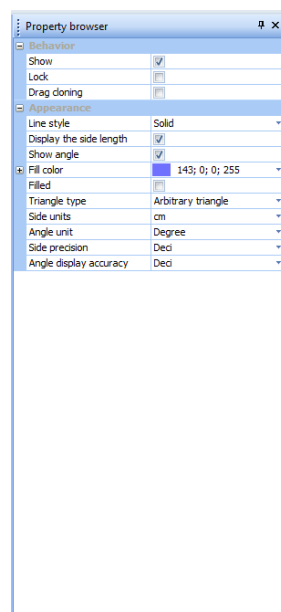 Property browser
Behavior
Show
Lock
Drag cloning
Appearance
Line style Solid
Display the side length
Show angle
Fill color 143; 0; 0; 255
Filled
Triangle type Arbitrary triangle
Side units cm
Angle unit Degree
Side precision Deci
Angle display accuracy Deci